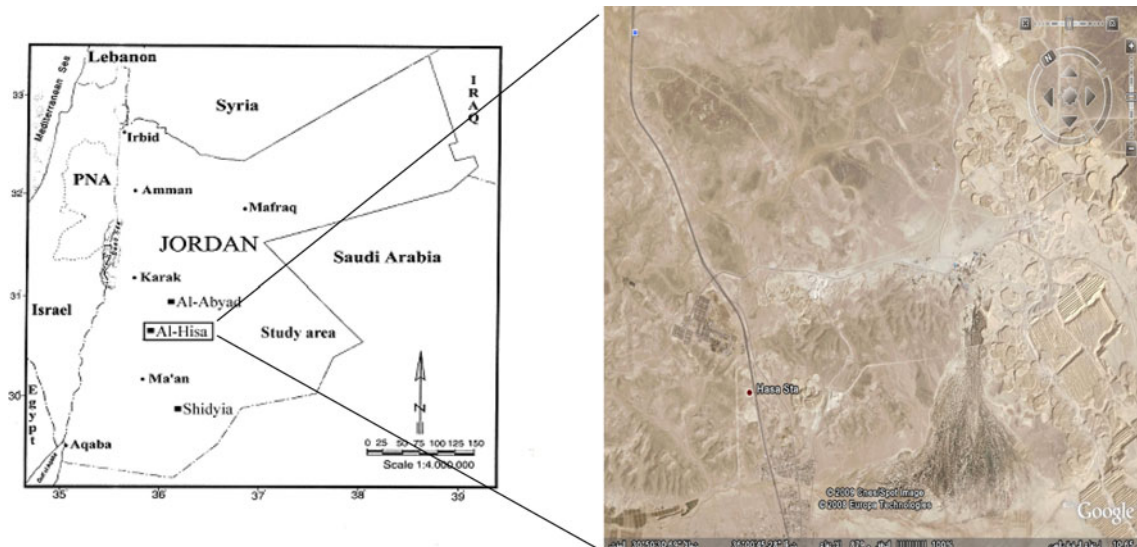 Lebanon
Mediterranean Sea
Syria
I
R
A
Q
33
Irbid
PNA
32
Amman
Mafraq
JORDAN
Saudi Arabia
Karak
31
Al-Abyad
Israel
Al-Hisa
Study area
Ma'an
30
Shidyia
Egypt
N
Aqaba
0 25 50 75 100 125 150
Scale 1:4.000.000
35
36
37
38
39
N
Hasa Sta
© 2009 Cnes/Spot Image
© 2008 Europa Technologies
Google